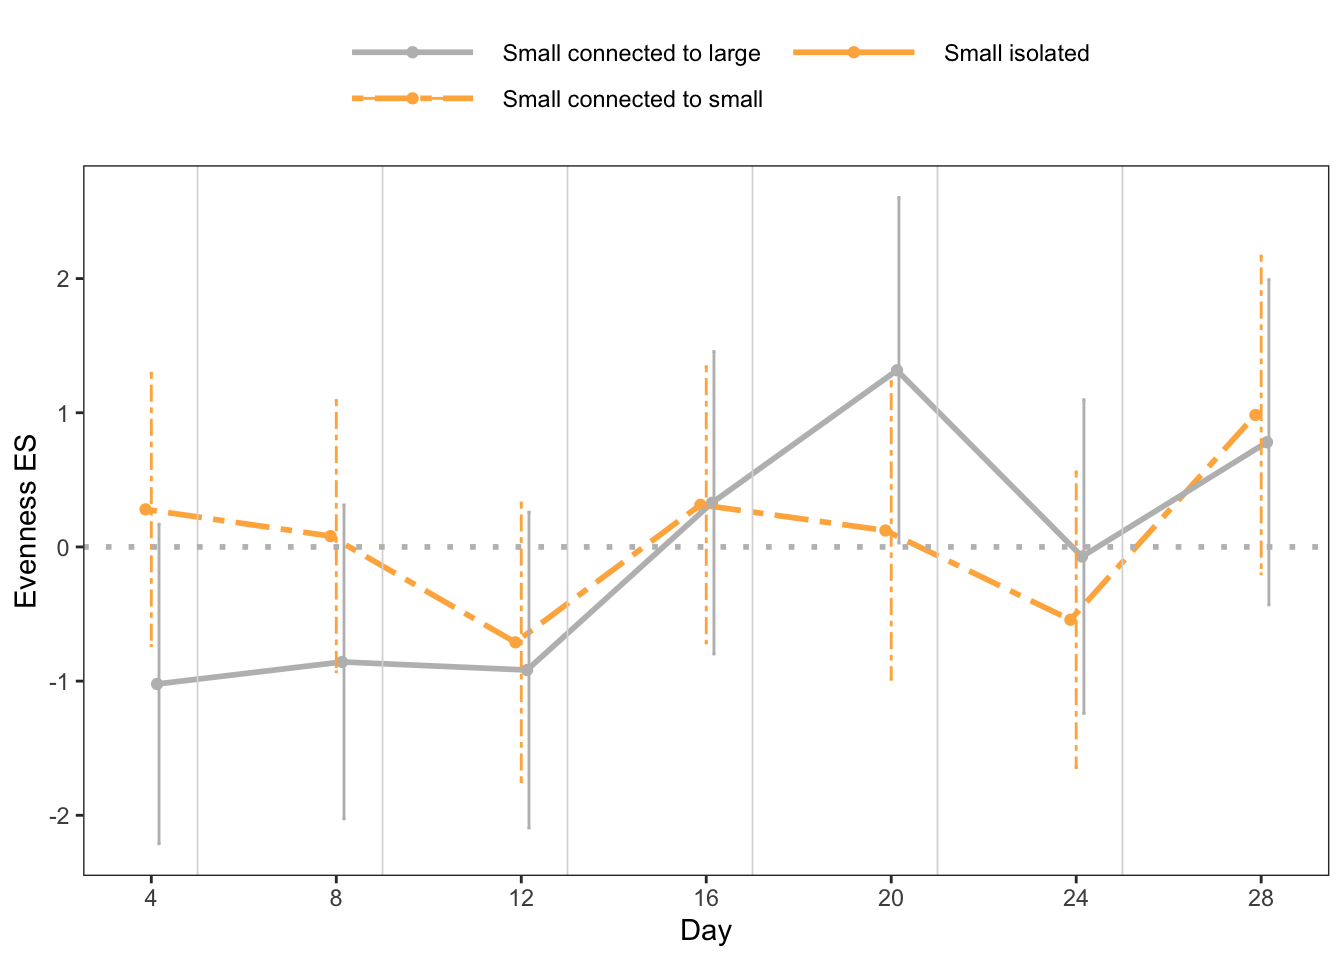 Small connected to large Small isolated
Small connected to small
Evenness ES
2
1
0
-1
-2
4 8 12 16 20 24 28
Day